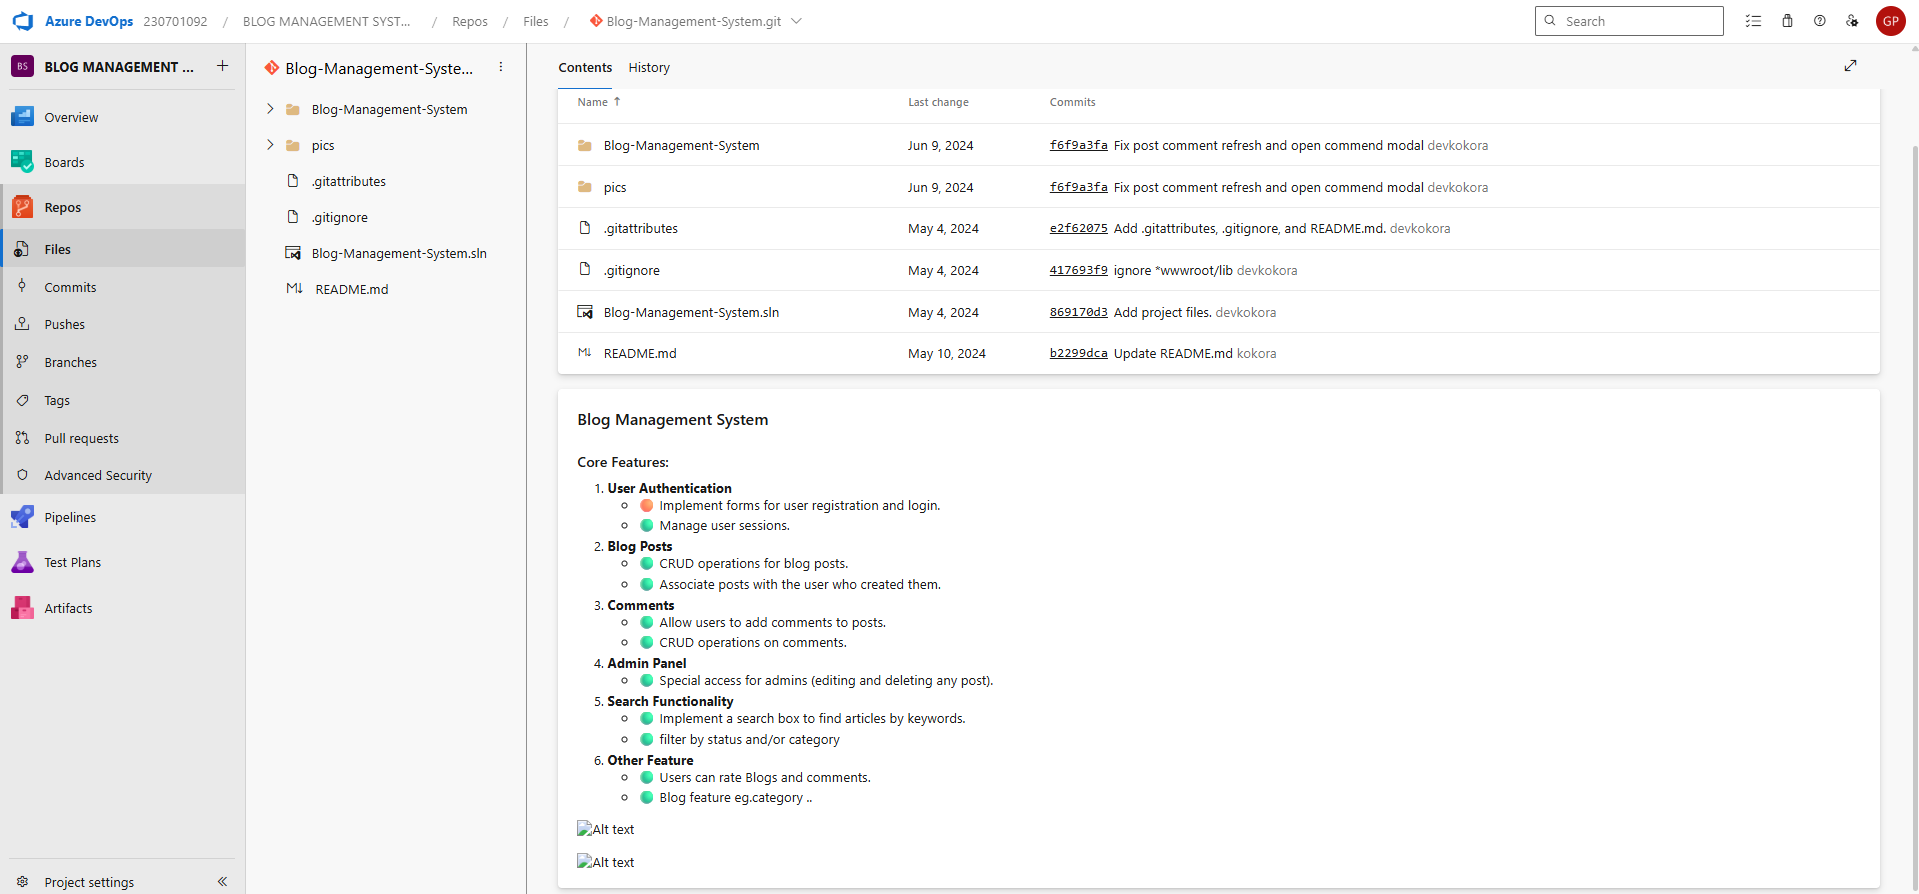 Azure DevOps 230701092 / BLOG MANAGEMENT SYST... / Repos / Files / Blog-Management-System.git
Search
GP
BS BLOG MANAGEMENT ... +
Overview
Boards
Repos
Files
Commits
Pushes
Branches
Tags
Pull requests
Advanced Security
Pipelines
Test Plans
Artifacts
Project settings
Blog-Management-Syste...
Blog-Management-System
pics
.gitattributes
.gitignore
Blog-Management-System.sln
M↓ README.md
Contents History
Name ↑ Last change Commits
Blog-Management-System Jun 9, 2024 f6f9a3fa Fix post comment refresh and open commend modal devkokora
pics Jun 9, 2024 f6f9a3fa Fix post comment refresh and open commend modal devkokora
.gitattributes May 4, 2024 e2f62075 Add .gitattributes, .gitignore, and README.md. devkokora
.gitignore May 4, 2024 417693f9 ignore *wwwroot/lib devkokora
Blog-Management-System.sln May 4, 2024 869170d3 Add project files. devkokora
M↓ README.md May 10, 2024 b2299dca Update README.md kokora
Blog Management System
Core Features:
1. User Authentication
Implement forms for user registration and login.
Manage user sessions.
2. Blog Posts
CRUD operations for blog posts.
Associate posts with the user who created them.
3. Comments
Allow users to add comments to posts.
CRUD operations on comments.
4. Admin Panel
Special access for admins (editing and deleting any post).
5. Search Functionality
Implement a search box to find articles by keywords.
filter by status and/or category
6. Other Feature
Users can rate Blogs and comments.
Blog feature eg.category ..
Alt text
Alt text